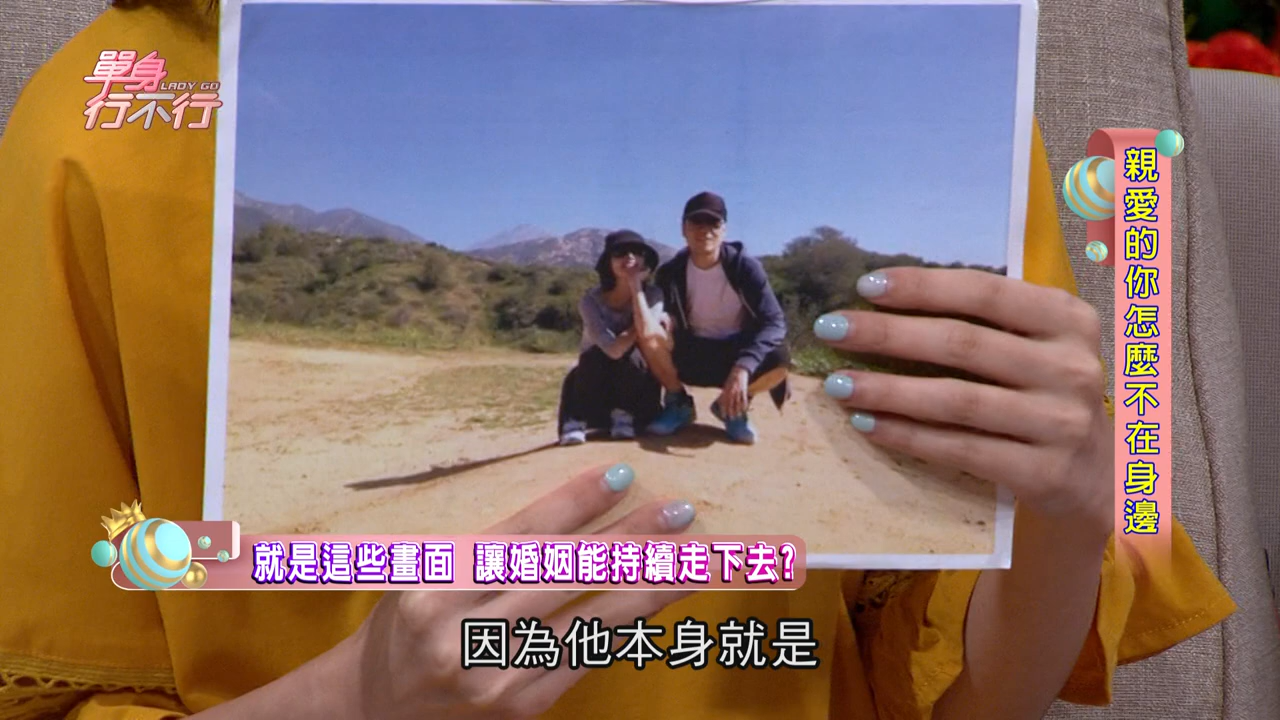 單身
LADY GO
行不行
親愛的你怎麼不在身邊
就是這些畫面 讓婚姻能持續走下去?
因為他本身就是